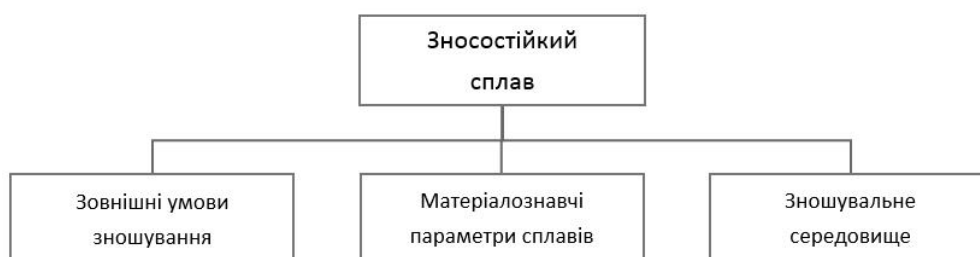 Зносостійкий
сплав
Зовнішні умови
зношування
Матеріалознавчі
параметри сплавів
Зношувальне
середовище